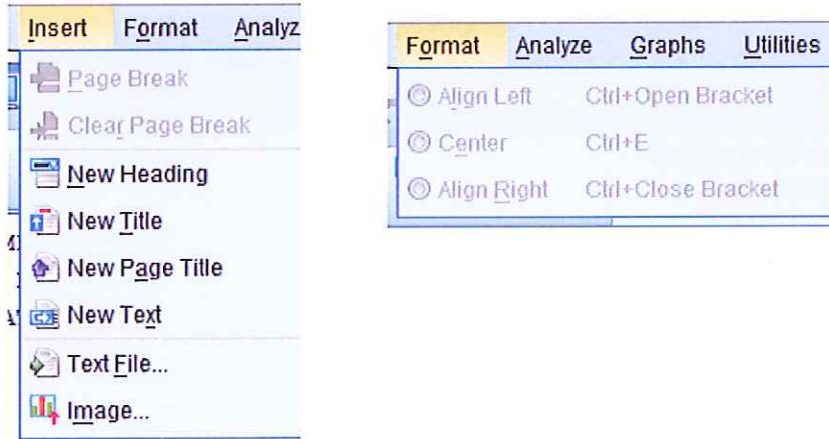 Insert Format Analyz
Page Break
Clear Page Break
New Heading
New Title
New Page Title
New Text
Text File...
Image...
Format Analyze Graphs Utilities
Align Left Ctrl+Open Bracket
Center Ctrl+E
Align Right Ctrl+Close Bracket